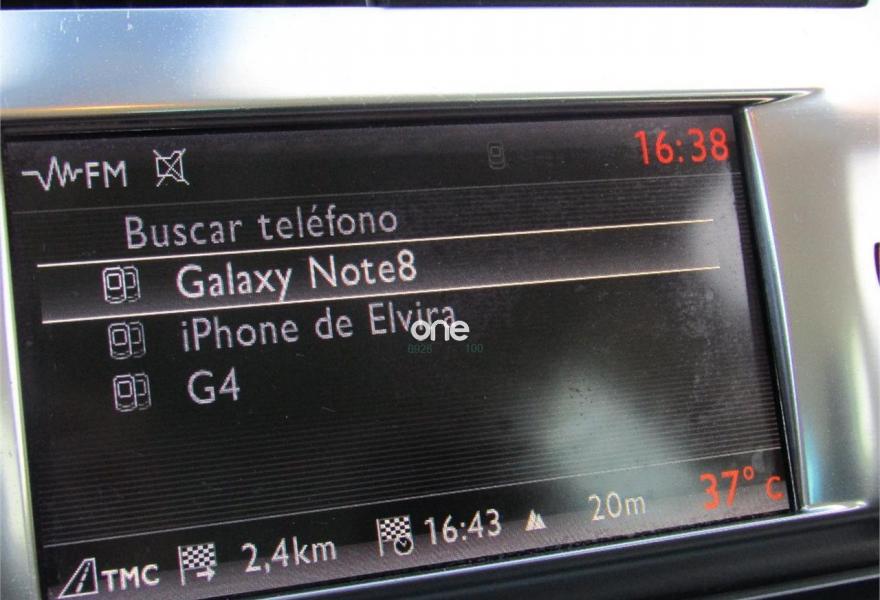 FM 16:38
Buscar teléfono
Galaxy Note8
iPhone de Elvira
one
G4
TMC 2,4km 16:43 20m 37° c